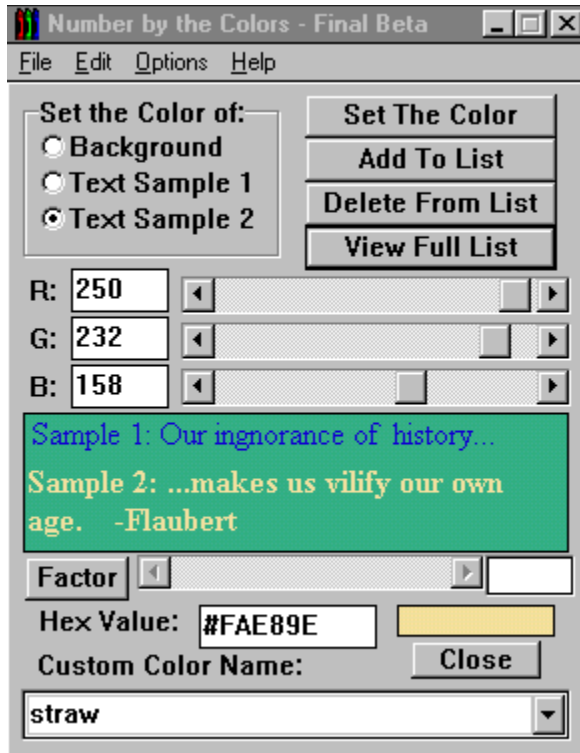 Number by the Colors - Final Beta
File Edit Options Help
Set the Color of:
Background
Text Sample 1
Text Sample 2
Set The Color
Add To List
Delete From List
View Full List
R: 250
G: 232
B: 158
Sample 1: Our ingnorance of history...
Sample 2: ...makes us vilify our own
age. -Flaubert
Factor
Hex Value: #FAE89E
Custom Color Name:
Close
straw